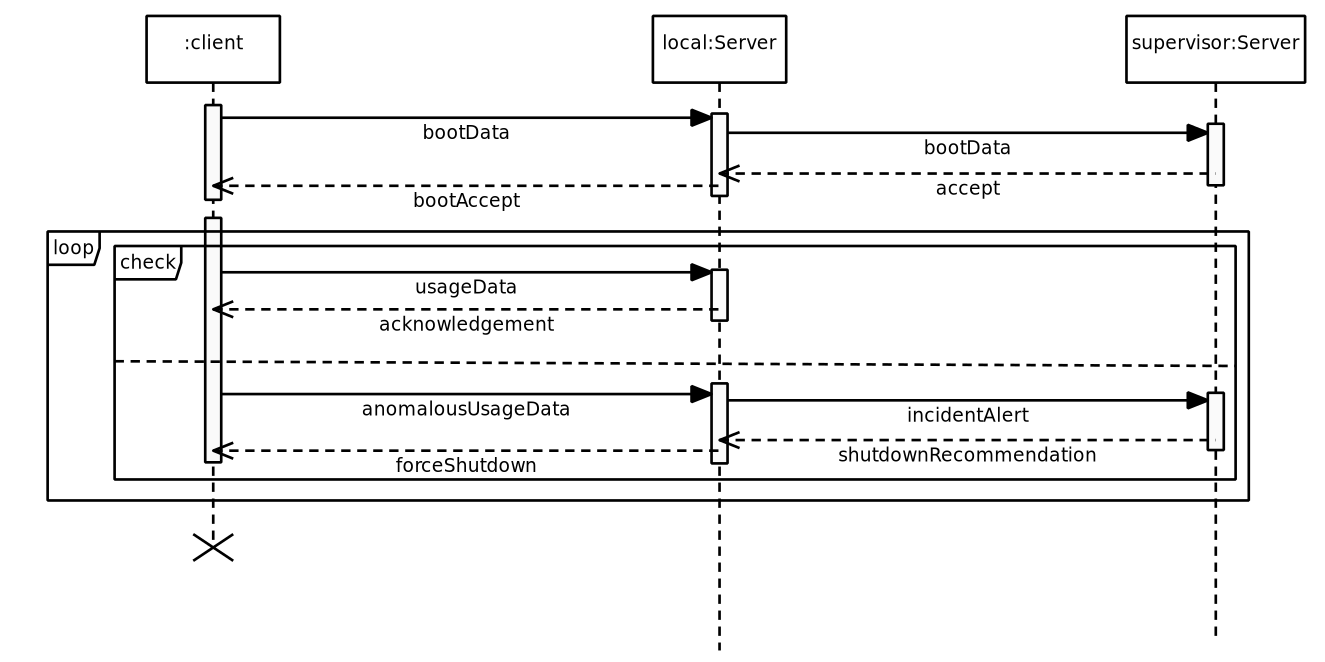 :client
local:Server
supervisor:Server
bootData
bootData
accept
bootAccept
loop
check
usageData
acknowledgement
anomalousUsageData
incidentAlert
shutdownRecommendation
forceShutdown